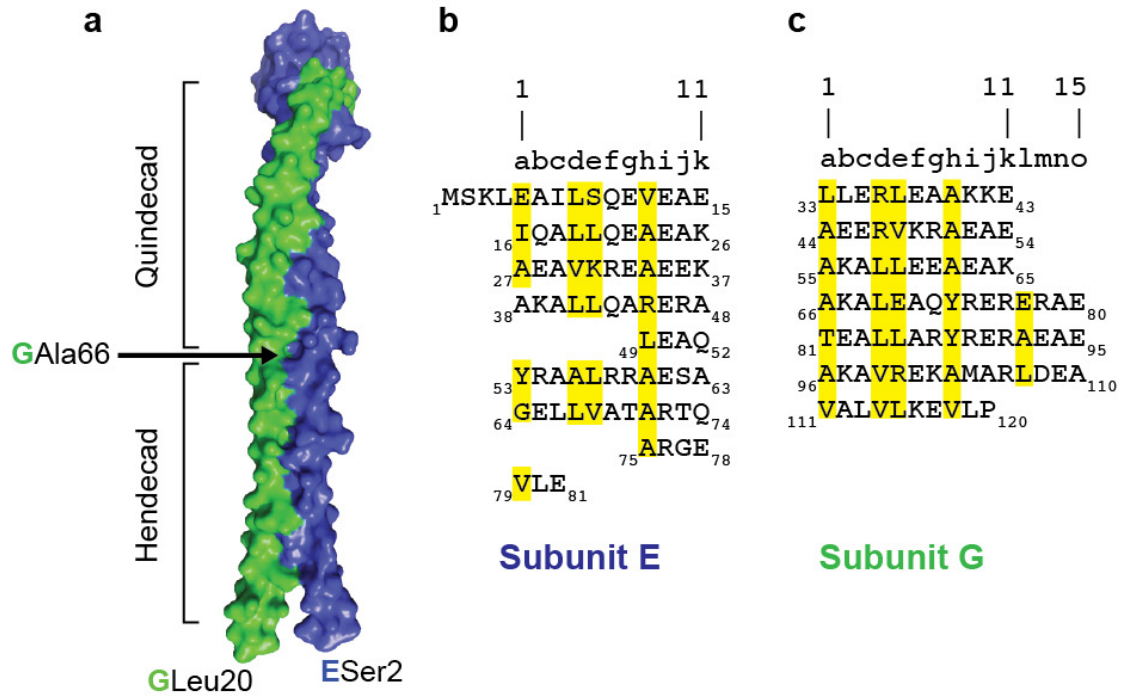 a
Quindecad
GAla66
Hendecad
GLeu20
ESer2
b
1 11
abcdefghijk
1MSKLEAILSQEVEAE15
16IQALLQEAEAK26
27AEAVKREAEEK37
38AKALLQARERA48
49LEAQ52
53YRAALRRAESA63
64GELLVATARTQ74
75ARGE78
79VLE81
Subunit E
c
1 11 15
abcdefghijklmno
33LLERLEAAKKE43
44AEERVKRAEAE54
55AKALLEEAEAK65
66AKALEAQYRERERAE80
81TEALLARYRERAEAE95
96AKAVREKAMARLDEA110
111VALVLKEVLP120
Subunit G